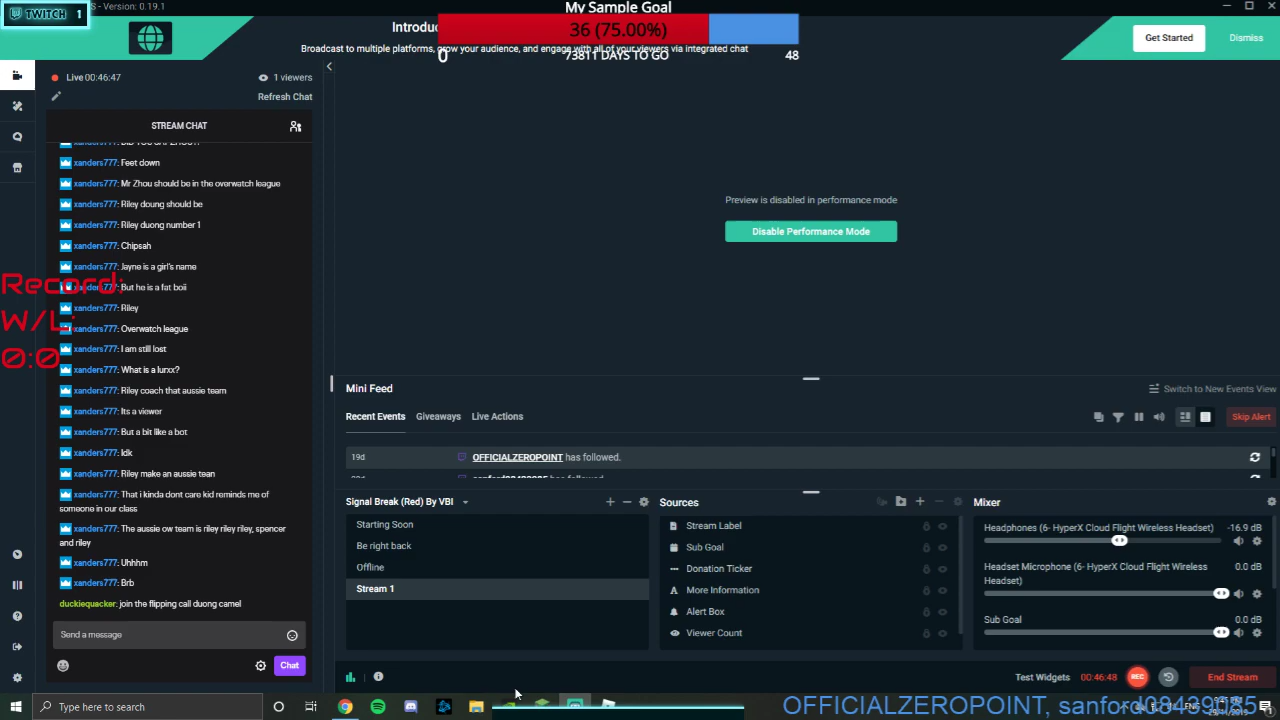 S - Version: 0.19.1
TWITCH 1
My Sample Goal
36 (75.00%)
Introduc
Broadcast to multiple platforms, grow your audience, and engage with all of your viewers via integrated chat
0
73811 DAYS TO GO
48
Get Started
Dismiss
Live 00:46:47
1 viewers
Refresh Chat
STREAM CHAT
xanders777: Feet down
xanders777: Mr Zhou should be in the overwatch league
xanders777: Riley doung should be
xanders777: Riley duong number 1
xanders777: Chipsah
xanders777: Jayne is a girl's name
xanders777: But he is a fat boii
xanders777: Riley
xanders777: Overwatch league
xanders777: I am still lost
xanders777: What is a lurxx?
xanders777: Riley coach that aussie team
xanders777: Its a viewer
xanders777: But a bit like a bot
xanders777: Idk
xanders777: Riley make an aussie tean
xanders777: That i kinda dont care kid reminds me of
someone in our class
xanders777: The aussie ow team is riley riley riley, spencer
and riley
xanders777: Uhhhm
xanders777: Brb
duckiequacker: join the flipping call duong camel
Send a message
Chat
Record:
W/L:
0:0
Preview is disabled in performance mode
Disable Performance Mode
Mini Feed
Switch to New Events View
Recent Events
Giveaways
Live Actions
Skip Alert
19d
OFFICIALZEROPOINT has followed.
Signal Break (Red) By VBI
Starting Soon
Be right back
Offline
Stream 1
Sources
Stream Label
Sub Goal
Donation Ticker
More Information
Alert Box
Viewer Count
Mixer
Headphones (6- HyperX Cloud Flight Wireless Headset)
-16.9 dB
Headset Microphone (6- HyperX Cloud Flight Wireless
Headset)
0.0 dB
Sub Goal
0.0 dB
Test Widgets
00:46:48
REC
End Stream
Type here to search
OFFICIALZEROPOINT,